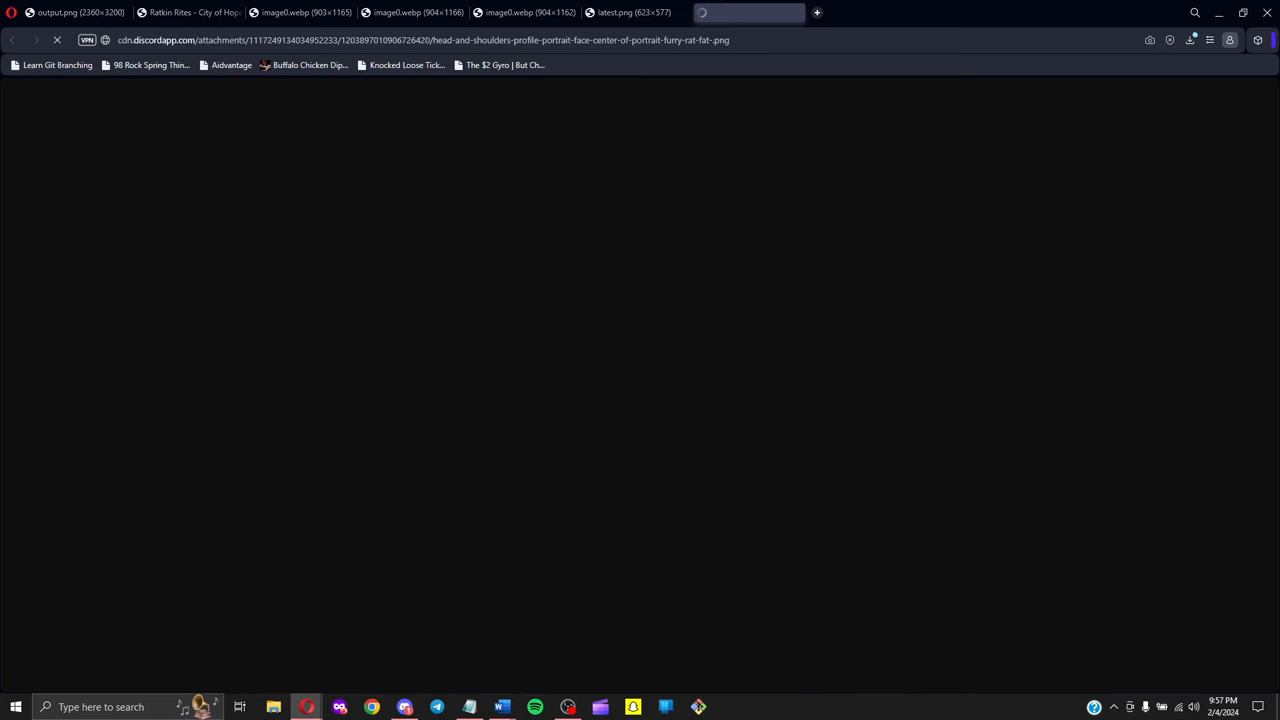 output.png (2360×3200)
Ratkin Rites - City of Hop
image0.webp (903×1165)
image0.webp (904×1166)
image0.webp (904×1162)
latest.png (623×577)
VPN
cdn.discordapp.com/attachments/1117249134034952233/1203897010906726420/head-and-shoulders-profile-portrait-face-center-of-portrait-furry-rat-fat-.png
Learn Git Branching
98 Rock Spring Thin...
Aidvantage
Buffalo Chicken Dip...
Knocked Loose Tick...
The $2 Gyro | But Ch...
Type here to search
9:57 PM
2/4/2024